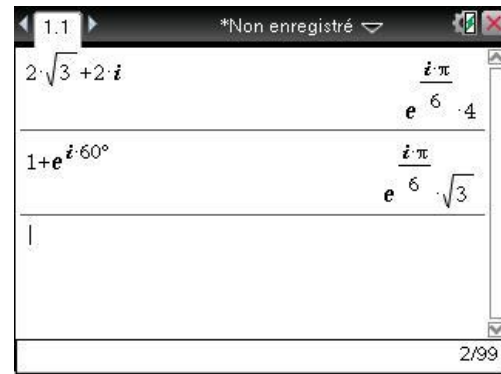 1.1 *Non enregistré
2·√3 +2·i e^(i·π/6)·4
1+e^(i·60°) e^(i·π/6)·√3
2/99